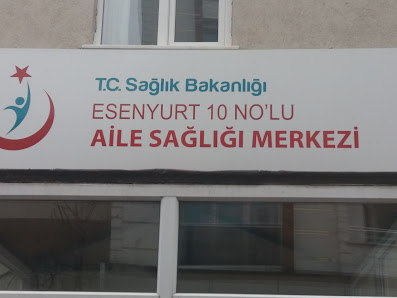 T.C. Sağlık Bakanlığı
ESENYURT 10 NO'LU
AİLE SAĞLIĞI MERKEZİ